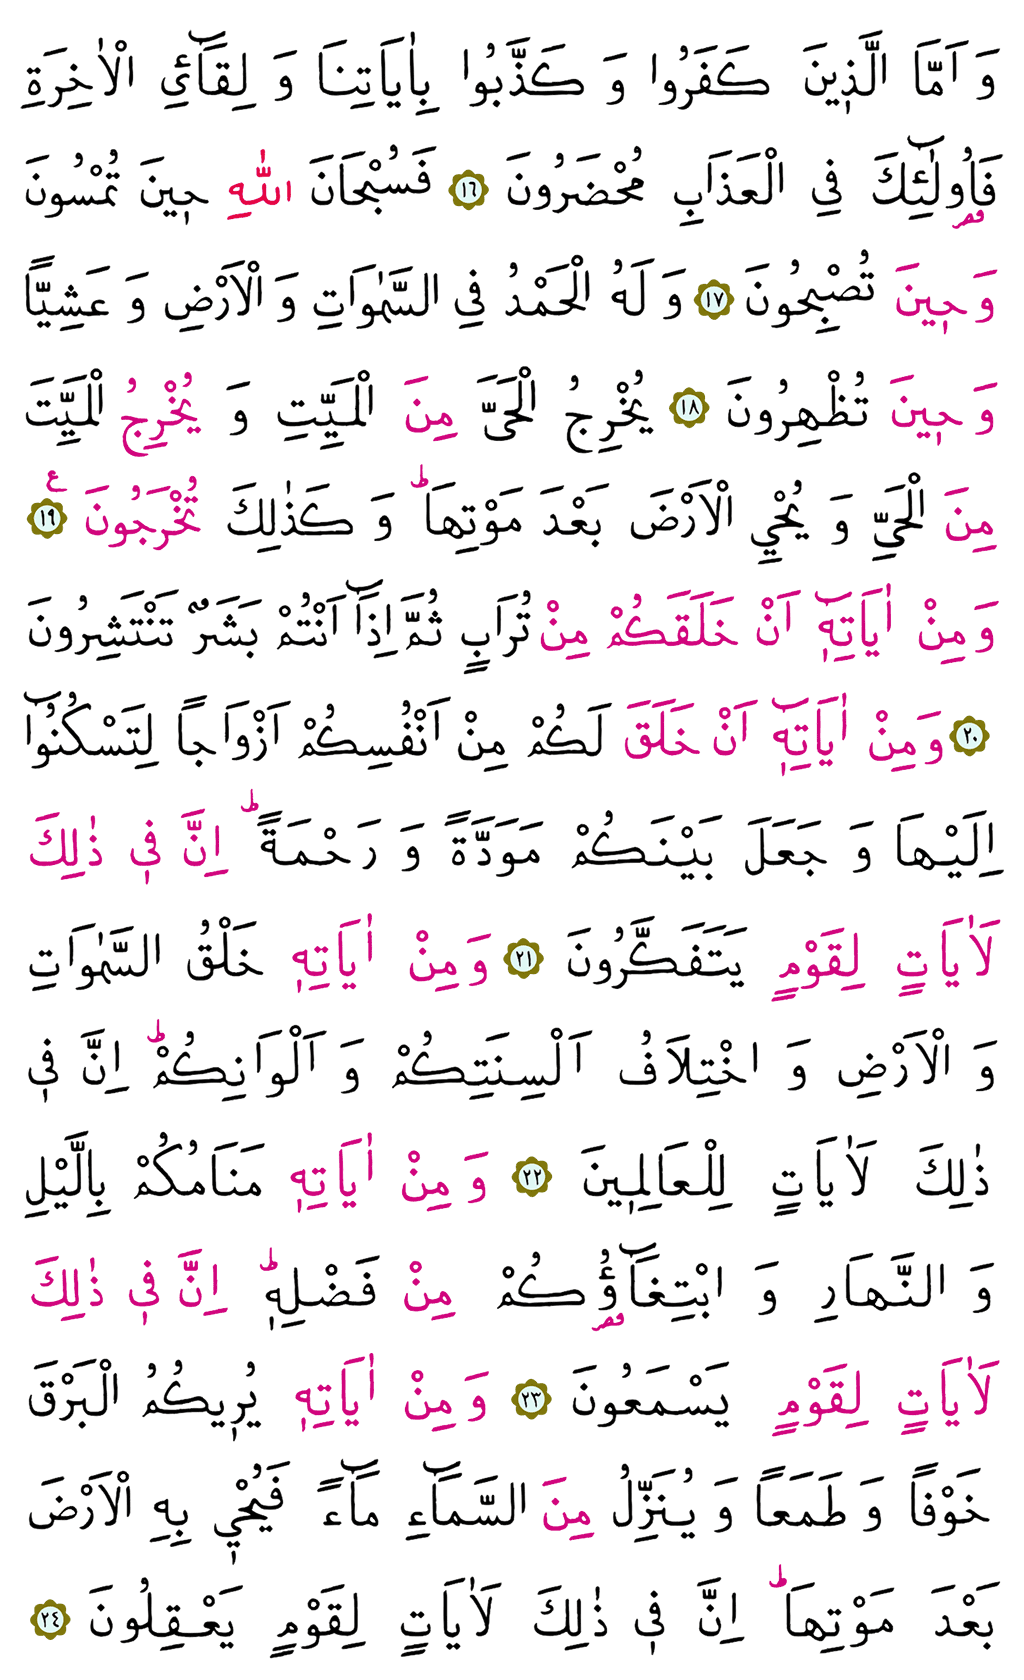 وَ اَمَّا الَّذٖينَ كَفَرُوا وَ كَذَّبُوا بِاٰيَاتِنَا وَ لِقَٓائِ الْاٰخِرَةِ
فَاُو۬لٰٓئِكَ فِي الْعَذَابِ مُحْضَرُونَ ﴿١٦﴾ فَسُبْحَانَ اللّٰهِ حٖينَ تُمْسُونَ
وَ حٖينَ تُصْبِحُونَ ﴿١٧﴾ وَ لَهُ الْحَمْدُ فِي السَّمٰوَاتِ وَ الْاَرْضِ وَ عَشِيًّا
وَ حٖينَ تُظْهِرُونَ ﴿١٨﴾ يُخْرِجُ الْحَيَّ مِنَ الْمَيِّتِ وَ يُخْرِجُ الْمَيِّتَ
مِنَ الْحَيِّ وَ يُحْيِ الْاَرْضَ بَعْدَ مَوْتِهَاؕ وَ كَذٰلِكَ تُخْرَجُونَ ࣖ ﴿١٩﴾
وَ مِنْ اٰيَاتِهٖٓ اَنْ خَلَقَكُمْ مِنْ تُرَابٍ ثُمَّ اِذَٓا اَنْتُمْ بَشَرٌ تَنْتَشِرُونَ
﴿٢٠﴾ وَ مِنْ اٰيَاتِهٖٓ اَنْ خَلَقَ لَكُمْ مِنْ اَنْفُسِكُمْ اَزْوَاجًا لِتَسْكُنُٓوا
اِلَيْهَا وَ جَعَلَ بَيْنَكُمْ مَوَدَّةً وَ رَحْمَةًؕ اِنَّ فٖي ذٰلِكَ
لَاٰيَاتٍ لِقَوْمٍ يَتَفَكَّرُونَ ﴿٢١﴾ وَ مِنْ اٰيَاتِهٖ خَلْقُ السَّمٰوَاتِ
وَ الْاَرْضِ وَ اخْتِلَافُ اَلْسِنَتِكُمْ وَ اَلْوَانِكُمْؕ اِنَّ فٖي
ذٰلِكَ لَاٰيَاتٍ لِلْعَالِمٖينَ ﴿٢٢﴾ وَ مِنْ اٰيَاتِهٖ مَنَامُكُمْ بِالَّيْلِ
وَ النَّهَارِ وَ ابْتِغَٓاؤُ۬كُمْ مِنْ فَضْلِهٖؕ اِنَّ فٖي ذٰلِكَ
لَاٰيَاتٍ لِقَوْمٍ يَسْمَعُونَ ﴿٢٣﴾ وَ مِنْ اٰيَاتِهٖ يُرٖيكُمُ الْبَرْقَ
خَوْفًا وَ طَمَعًا وَ يُنَزِّلُ مِنَ السَّمَٓاءِ مَٓاءً فَيُحْيٖ بِهِ الْاَرْضَ
بَعْدَ مَوْتِهَاؕ اِنَّ فٖي ذٰلِكَ لَاٰيَاتٍ لِقَوْمٍ يَعْقِلُونَ ﴿٢٤﴾